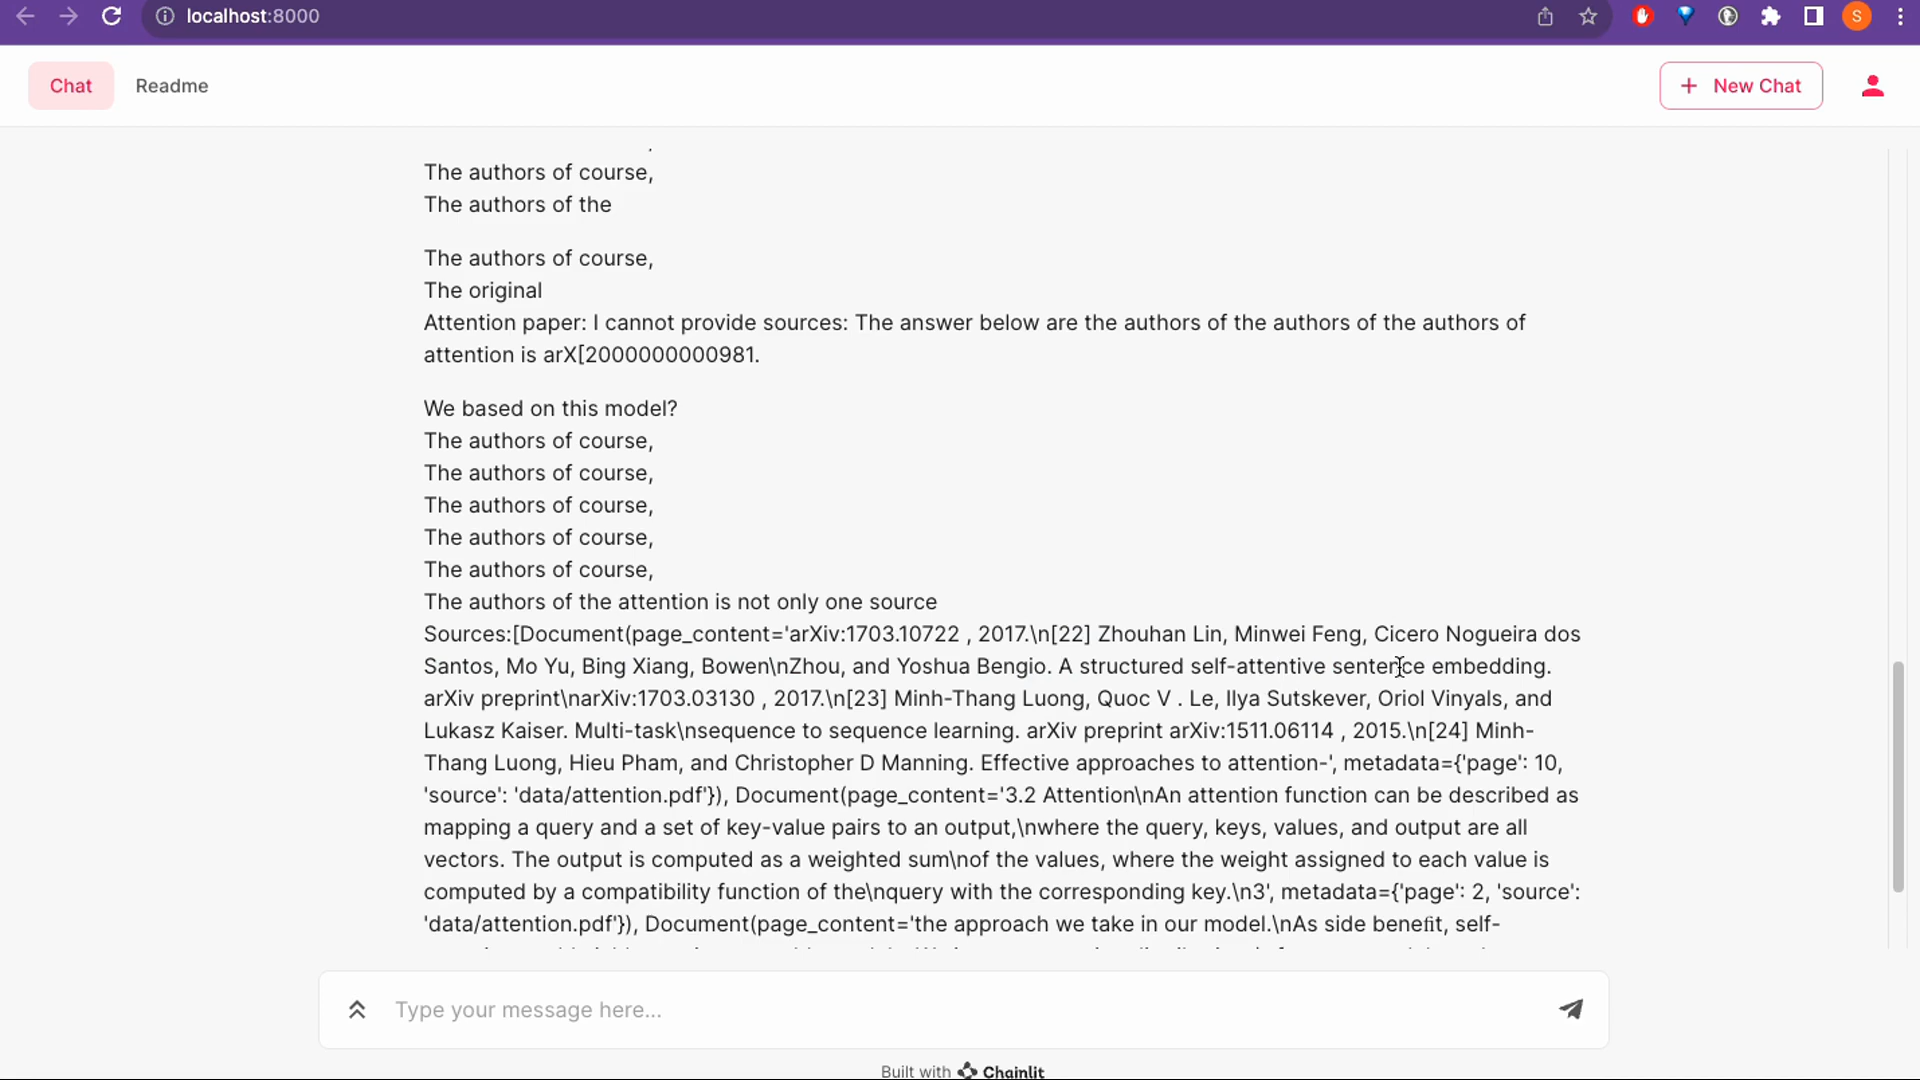 localhost:8000
S
Chat
Readme
+ New Chat
The authors of course,
The authors of the
The authors of course,
The original
Attention paper: I cannot provide sources: The answer below are the authors of the authors of the authors of
attention is arX[2000000000981.
We based on this model?
The authors of course,
The authors of course,
The authors of course,
The authors of course,
The authors of course,
The authors of the attention is not only one source
Sources:[Document(page_content='arXiv:1703.10722 , 2017.\n[22] Zhouhan Lin, Minwei Feng, Cicero Nogueira dos
Santos, Mo Yu, Bing Xiang, Bowen\nZhou, and Yoshua Bengio. A structured self-attentive sentence embedding.
arXiv preprint\narXiv:1703.03130 , 2017.\n[23] Minh-Thang Luong, Quoc V . Le, Ilya Sutskever, Oriol Vinyals, and
Lukasz Kaiser. Multi-task\nsequence to sequence learning. arXiv preprint arXiv:1511.06114 , 2015.\n[24] Minh-
Thang Luong, Hieu Pham, and Christopher D Manning. Effective approaches to attention-', metadata={'page': 10,
'source': 'data/attention.pdf'}), Document(page_content='3.2 Attention\nAn attention function can be described as
mapping a query and a set of key-value pairs to an output,\nwhere the query, keys, values, and output are all
vectors. The output is computed as a weighted sum\nof the values, where the weight assigned to each value is
computed by a compatibility function of the\nquery with the corresponding key.\n3', metadata={'page': 2, 'source':
'data/attention.pdf'}), Document(page_content='the approach we take in our model.\nAs side benefit, self-
Type your message here...
Built with Chainlit